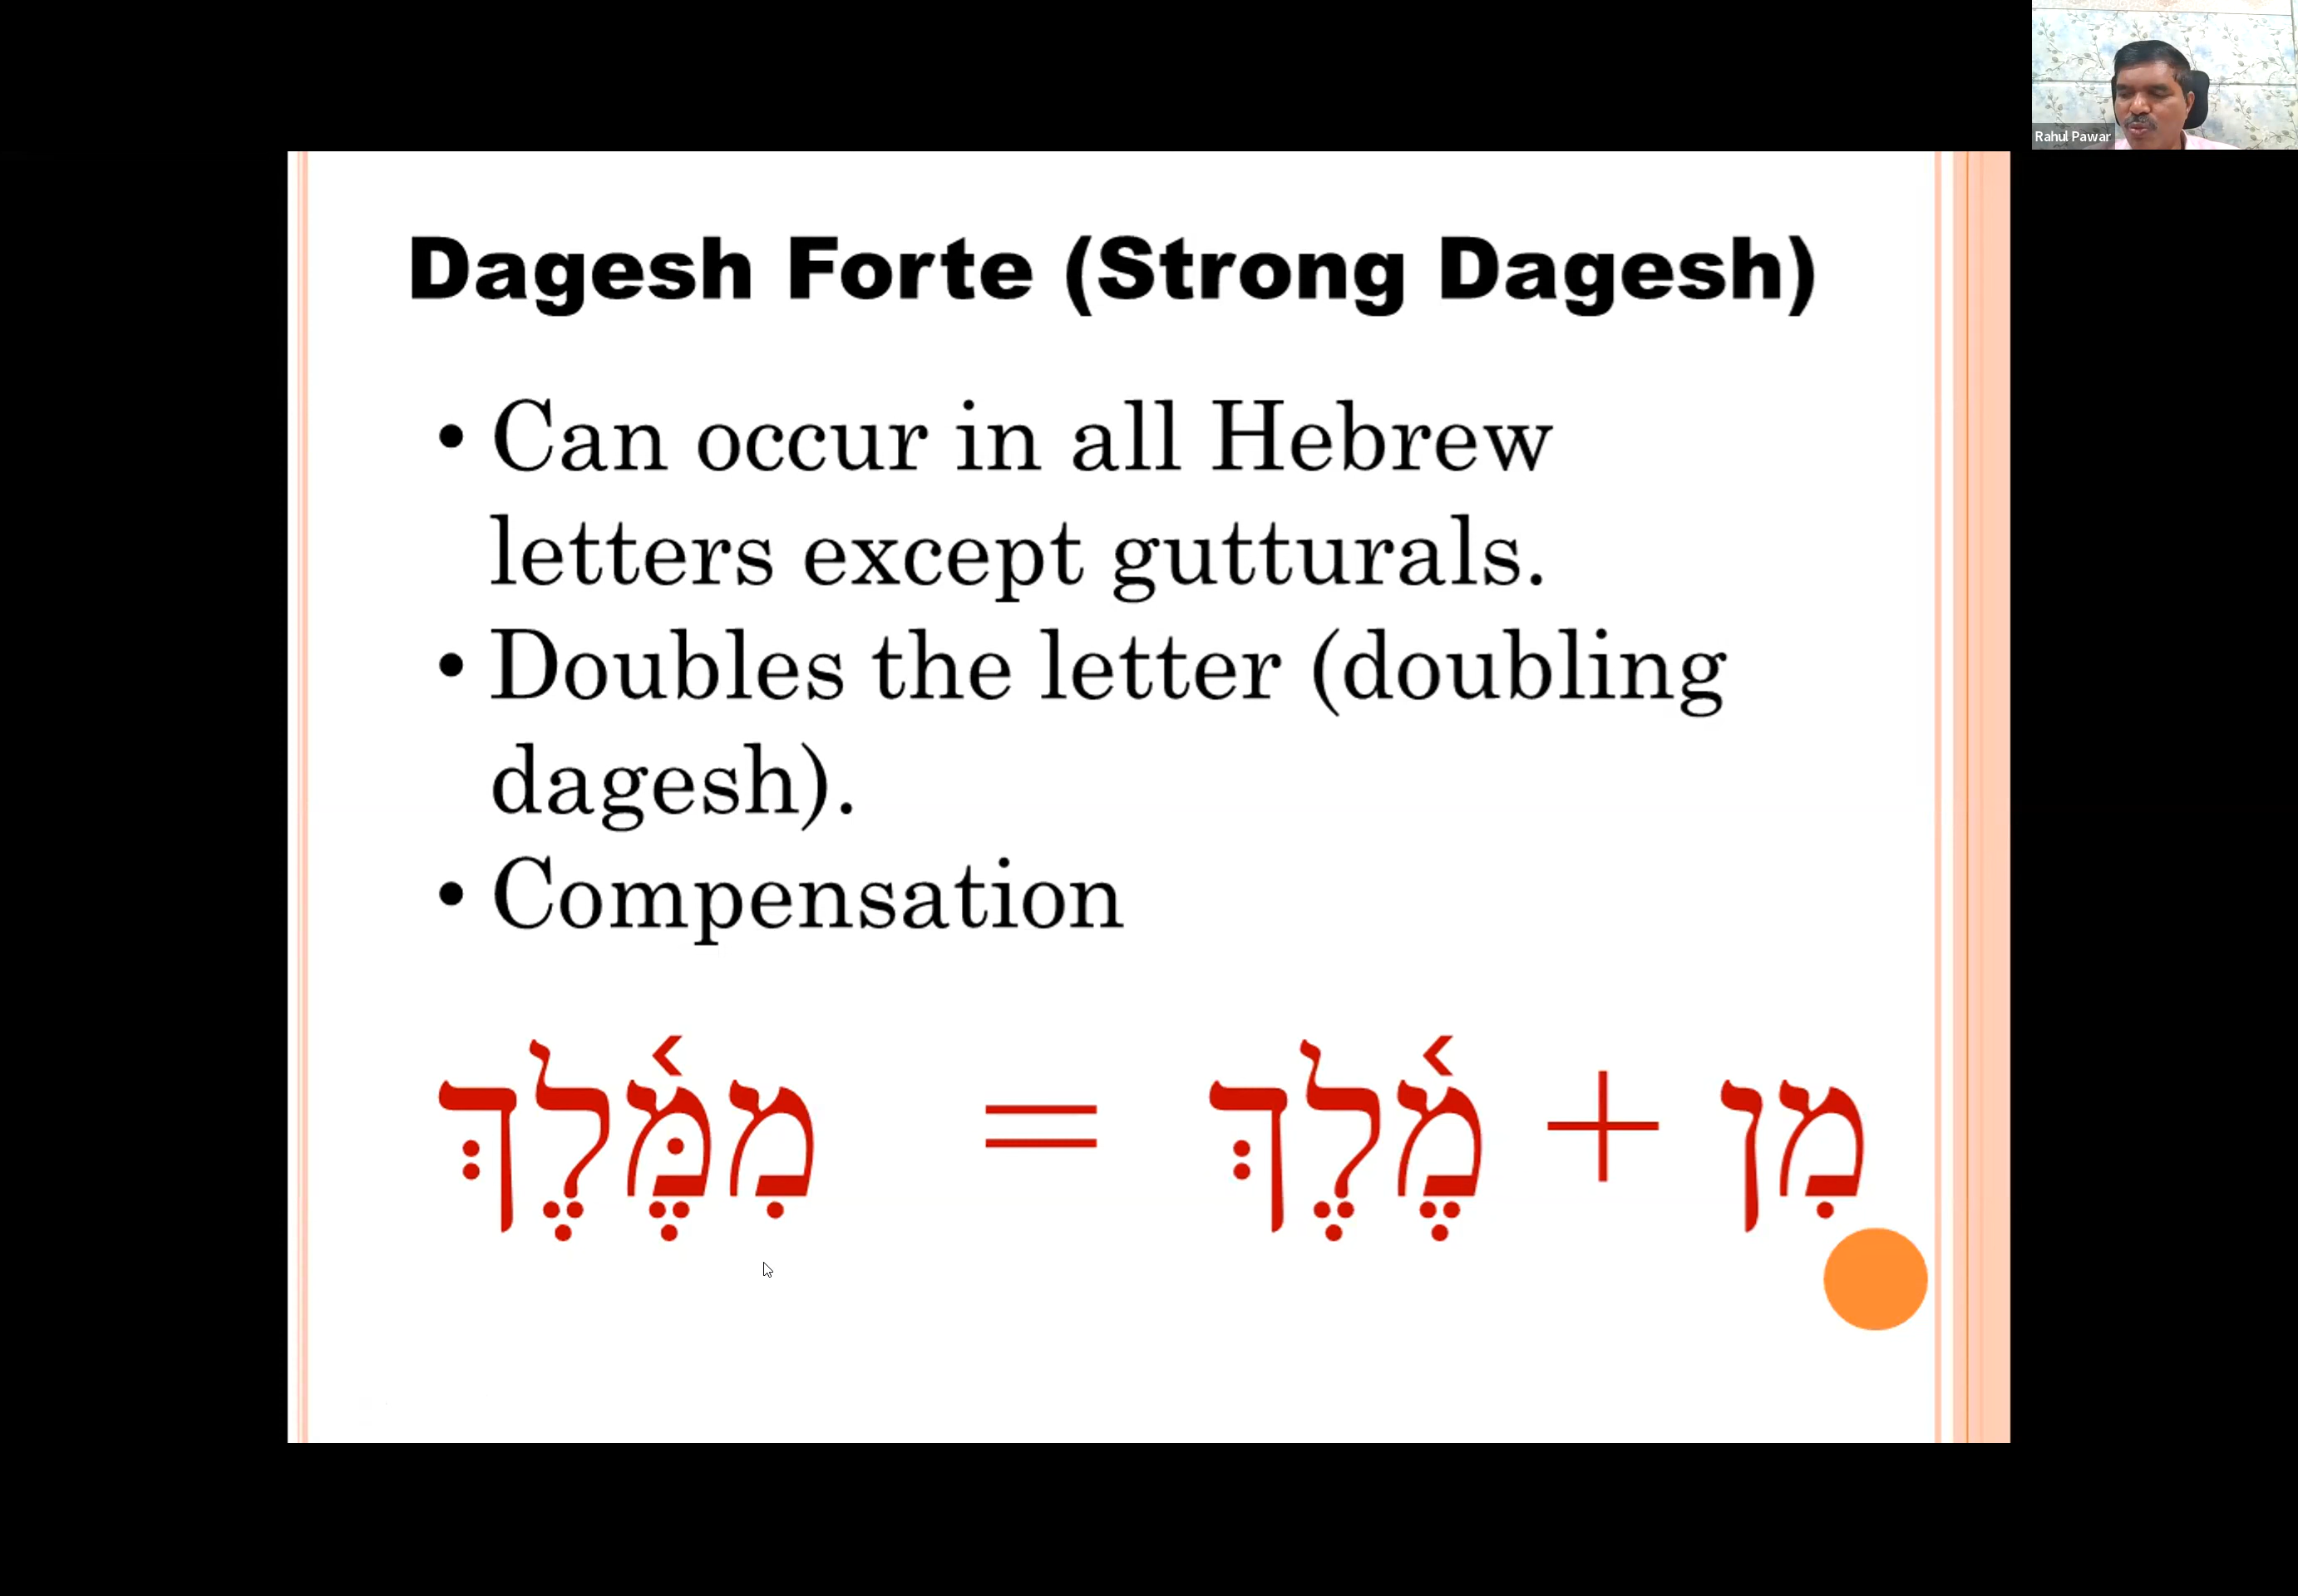 Rahul Pawar
Dagesh Forte (Strong Dagesh)
• Can occur in all Hebrew
letters except gutturals.
• Doubles the letter (doubling
dagesh).
• Compensation
מִן + מֶ֫לֶךְ = מִמֶּ֫לֶךְ